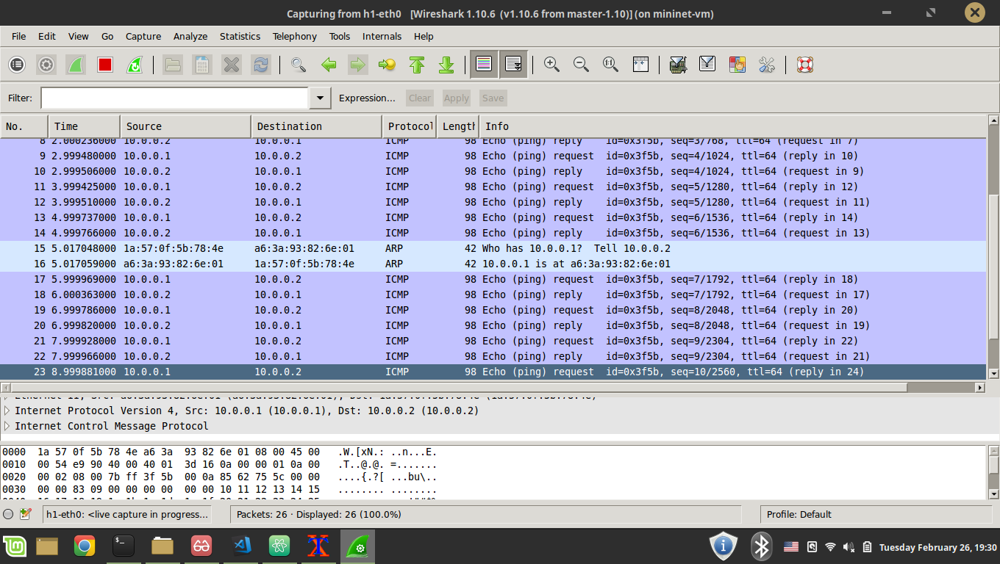 Capturing from h1-eth0 [Wireshark 1.10.6 (v1.10.6 from master-1.10)] (on mininet-vm)
File Edit View Go Capture Analyze Statistics Telephony Tools Internals Help
Filter: Expression... Clear Apply Save
No. Time Source Destination Protocol Length Info
8 2.000236000 10.0.0.2 10.0.0.1 ICMP 98 Echo (ping) reply id=0x3f5b, seq=3/768, ttl=64 (request in 7)
9 2.999480000 10.0.0.1 10.0.0.2 ICMP 98 Echo (ping) request id=0x3f5b, seq=4/1024, ttl=64 (reply in 10)
10 2.999506000 10.0.0.2 10.0.0.1 ICMP 98 Echo (ping) reply id=0x3f5b, seq=4/1024, ttl=64 (request in 9)
11 3.999425000 10.0.0.1 10.0.0.2 ICMP 98 Echo (ping) request id=0x3f5b, seq=5/1280, ttl=64 (reply in 12)
12 3.999510000 10.0.0.2 10.0.0.1 ICMP 98 Echo (ping) reply id=0x3f5b, seq=5/1280, ttl=64 (request in 11)
13 4.999737000 10.0.0.1 10.0.0.2 ICMP 98 Echo (ping) request id=0x3f5b, seq=6/1536, ttl=64 (reply in 14)
14 4.999766000 10.0.0.2 10.0.0.1 ICMP 98 Echo (ping) reply id=0x3f5b, seq=6/1536, ttl=64 (request in 13)
15 5.017048000 1a:57:0f:5b:78:4e a6:3a:93:82:6e:01 ARP 42 Who has 10.0.0.1? Tell 10.0.0.2
16 5.017059000 a6:3a:93:82:6e:01 1a:57:0f:5b:78:4e ARP 42 10.0.0.1 is at a6:3a:93:82:6e:01
17 5.999969000 10.0.0.1 10.0.0.2 ICMP 98 Echo (ping) request id=0x3f5b, seq=7/1792, ttl=64 (reply in 18)
18 6.000363000 10.0.0.2 10.0.0.1 ICMP 98 Echo (ping) reply id=0x3f5b, seq=7/1792, ttl=64 (request in 17)
19 6.999786000 10.0.0.1 10.0.0.2 ICMP 98 Echo (ping) request id=0x3f5b, seq=8/2048, ttl=64 (reply in 20)
20 6.999820000 10.0.0.2 10.0.0.1 ICMP 98 Echo (ping) reply id=0x3f5b, seq=8/2048, ttl=64 (request in 19)
21 7.999928000 10.0.0.1 10.0.0.2 ICMP 98 Echo (ping) request id=0x3f5b, seq=9/2304, ttl=64 (reply in 22)
22 7.999966000 10.0.0.2 10.0.0.1 ICMP 98 Echo (ping) reply id=0x3f5b, seq=9/2304, ttl=64 (request in 21)
23 8.999881000 10.0.0.1 10.0.0.2 ICMP 98 Echo (ping) request id=0x3f5b, seq=10/2560, ttl=64 (reply in 24)
Ethernet II, Src: a6:3a:93:82:6e:01 (a6:3a:93:82:6e:01), Dst: 1a:57:0f:5b:78:4e (1a:57:0f:5b:78:4e)
Internet Protocol Version 4, Src: 10.0.0.1 (10.0.0.1), Dst: 10.0.0.2 (10.0.0.2)
Internet Control Message Protocol
0000 1a 57 0f 5b 78 4e a6 3a 93 82 6e 01 08 00 45 00 .W.[xN.: ..n...E.
0010 00 54 e9 90 40 00 40 01 3d 16 0a 00 00 01 0a 00 .T..@.@. =.......
0020 00 02 08 00 7b ff 3f 5b 00 0a 85 62 75 5c 00 00 ....{.?[ ...bu\..
0030 00 00 83 09 00 00 00 00 00 00 10 11 12 13 14 15 ........ ........
h1-eth0: <live capture in progress... Packets: 26 · Displayed: 26 (100.0%) Profile: Default
Tuesday February 26, 19:30